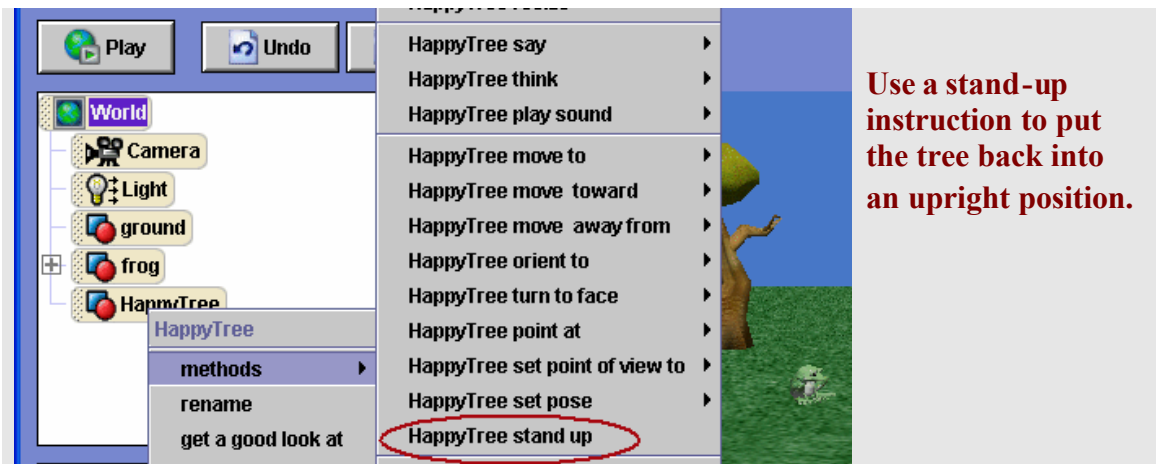 Play
Undo
World
Camera
Light
ground
frog
HappyTree
HappyTree
methods
rename
get a good look at
HappyTree say
HappyTree think
HappyTree play sound
HappyTree move to
HappyTree move toward
HappyTree move away from
HappyTree orient to
HappyTree turn to face
HappyTree point at
HappyTree set point of view to
HappyTree set pose
HappyTree stand up
Use a stand-up
instruction to put
the tree back into
an upright position.